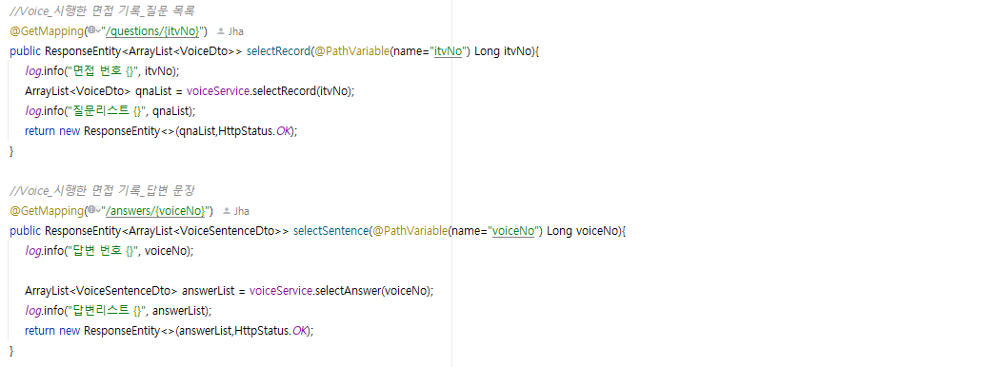 //Voice_시행한 면접 기록_질문 목록
@GetMapping("/questions/{itvNo}") Jha
public ResponseEntity<ArrayList<VoiceDto>> selectRecord(@PathVariable(name="itvNo") Long itvNo){
log.info("면접 번호 {}", itvNo);
ArrayList<VoiceDto> qnaList = voiceService.selectRecord(itvNo);
log.info("질문리스트 {}", qnaList);
return new ResponseEntity<>(qnaList,HttpStatus.OK);
}
//Voice_시행한 면접 기록_답변 문장
@GetMapping("/answers/{voiceNo}") Jha
public ResponseEntity<ArrayList<VoiceSentenceDto>> selectSentence(@PathVariable(name="voiceNo") Long voiceNo){
log.info("답변 번호 {}", voiceNo);
ArrayList<VoiceSentenceDto> answerList = voiceService.selectAnswer(voiceNo);
log.info("답변리스트 {}", answerList);
return new ResponseEntity<>(answerList,HttpStatus.OK);
}